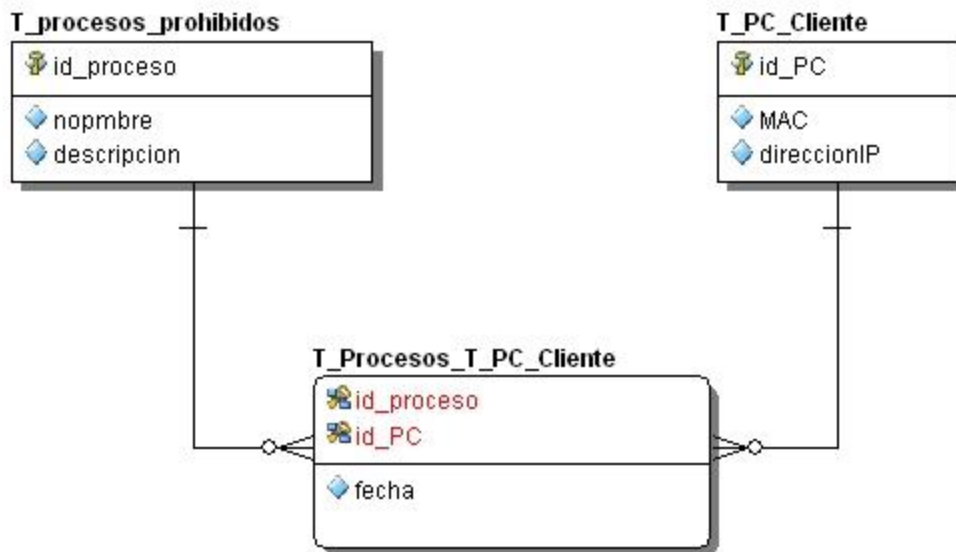 T_procesos_prohibidos
id_proceso
nopmbre
descripcion
T_PC_Cliente
id_PC
MAC
direccionIP
T_Procesos_T_PC_Cliente
id_proceso
id_PC
fecha